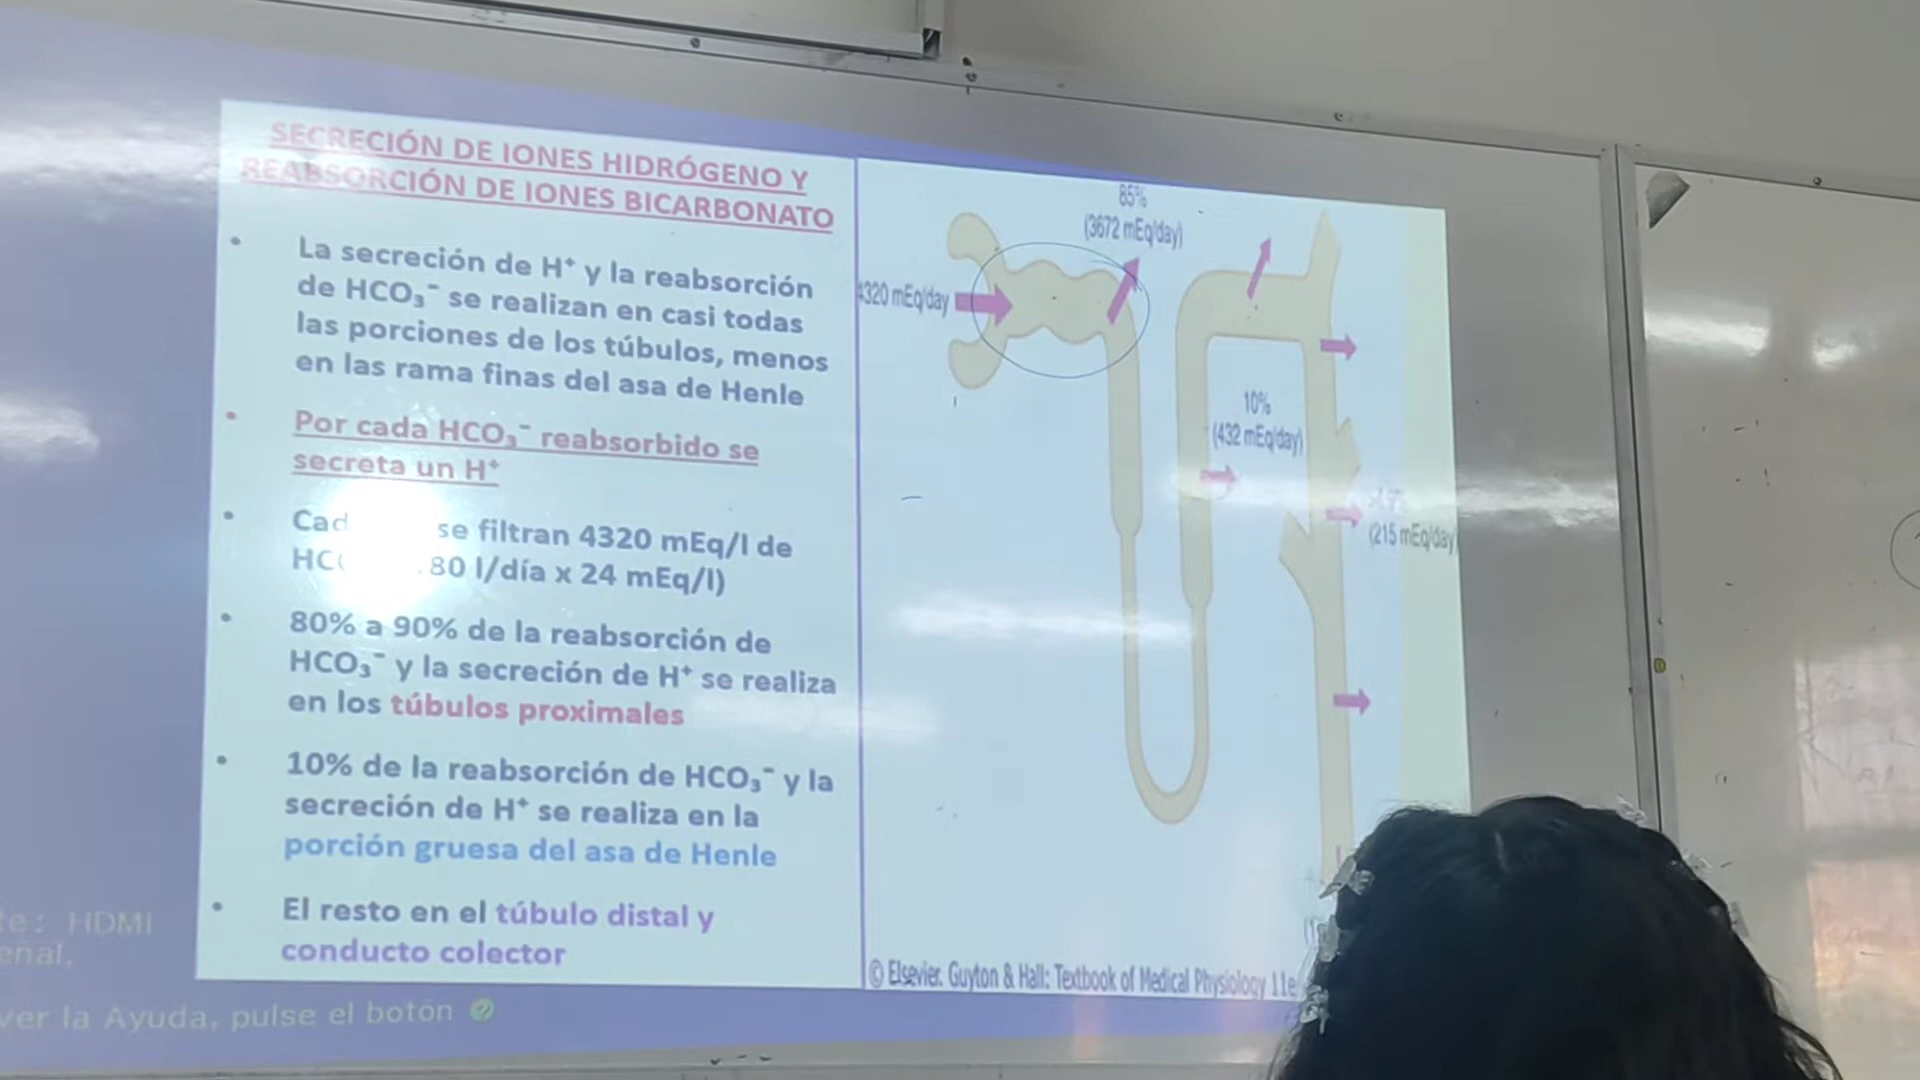 SECRECIÓN DE IONES HIDRÓGENO Y
REABSORCIÓN DE IONES BICARBONATO
• La secreción de H⁺ y la reabsorción
de HCO₃⁻ se realizan en casi todas
las porciones de los túbulos, menos
en las rama finas del asa de Henle
• Por cada HCO₃⁻ reabsorbido se
secreta un H⁺
• se filtran 4320 mEq/l de
80 l/día x 24 mEq/l)
• 80% a 90% de la reabsorción de
HCO₃⁻ y la secreción de H⁺ se realiza
en los túbulos proximales
• 10% de la reabsorción de HCO₃⁻ y la
secreción de H⁺ se realiza en la
porción gruesa del asa de Henle
• El resto en el túbulo distal y
conducto colector
85%
(3672 mEq/day)
4320 mEq/day
10%
(432 mEq/day)
(215 mEq/day)
© Elsevier. Guyton & Hall: Textbook of Medical Physiology 11e
te: HDMI
eñal.
ver la Ayuda, pulse el botón